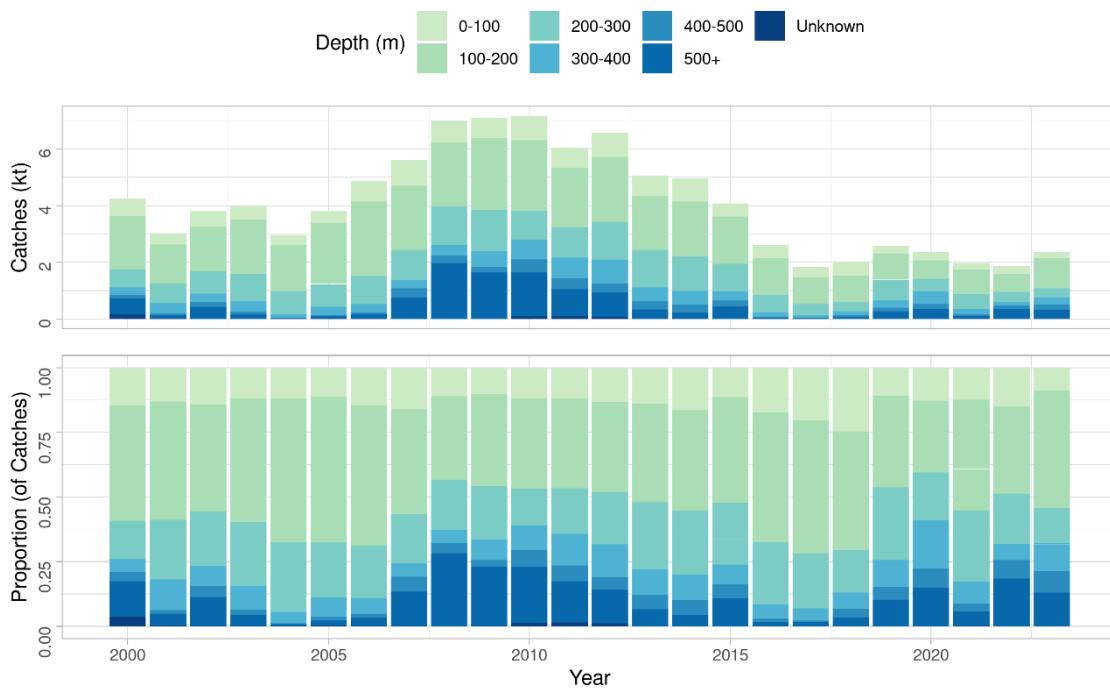 Depth (m)
0-100 200-300 400-500 Unknown
100-200 300-400 500+
Catches (kt)
6
4
2
0
Proportion (of Catches)
1.00
0.75
0.50
0.25
0.00
2000 2005 2010 2015 2020
Year